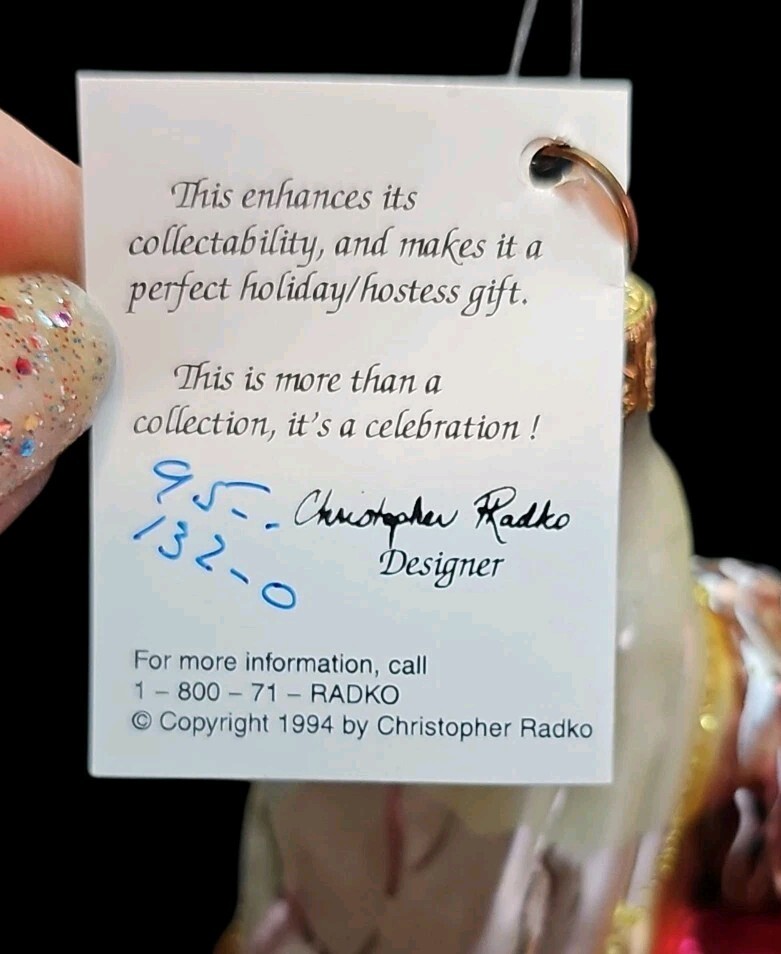 This enhances its
collectability, and makes it a
perfect holiday/hostess gift.
This is more than a
collection, it's a celebration !
95-.
132-0
Christopher Radko
Designer
For more information, call
1 – 800 – 71 – RADKO
© Copyright 1994 by Christopher Radko